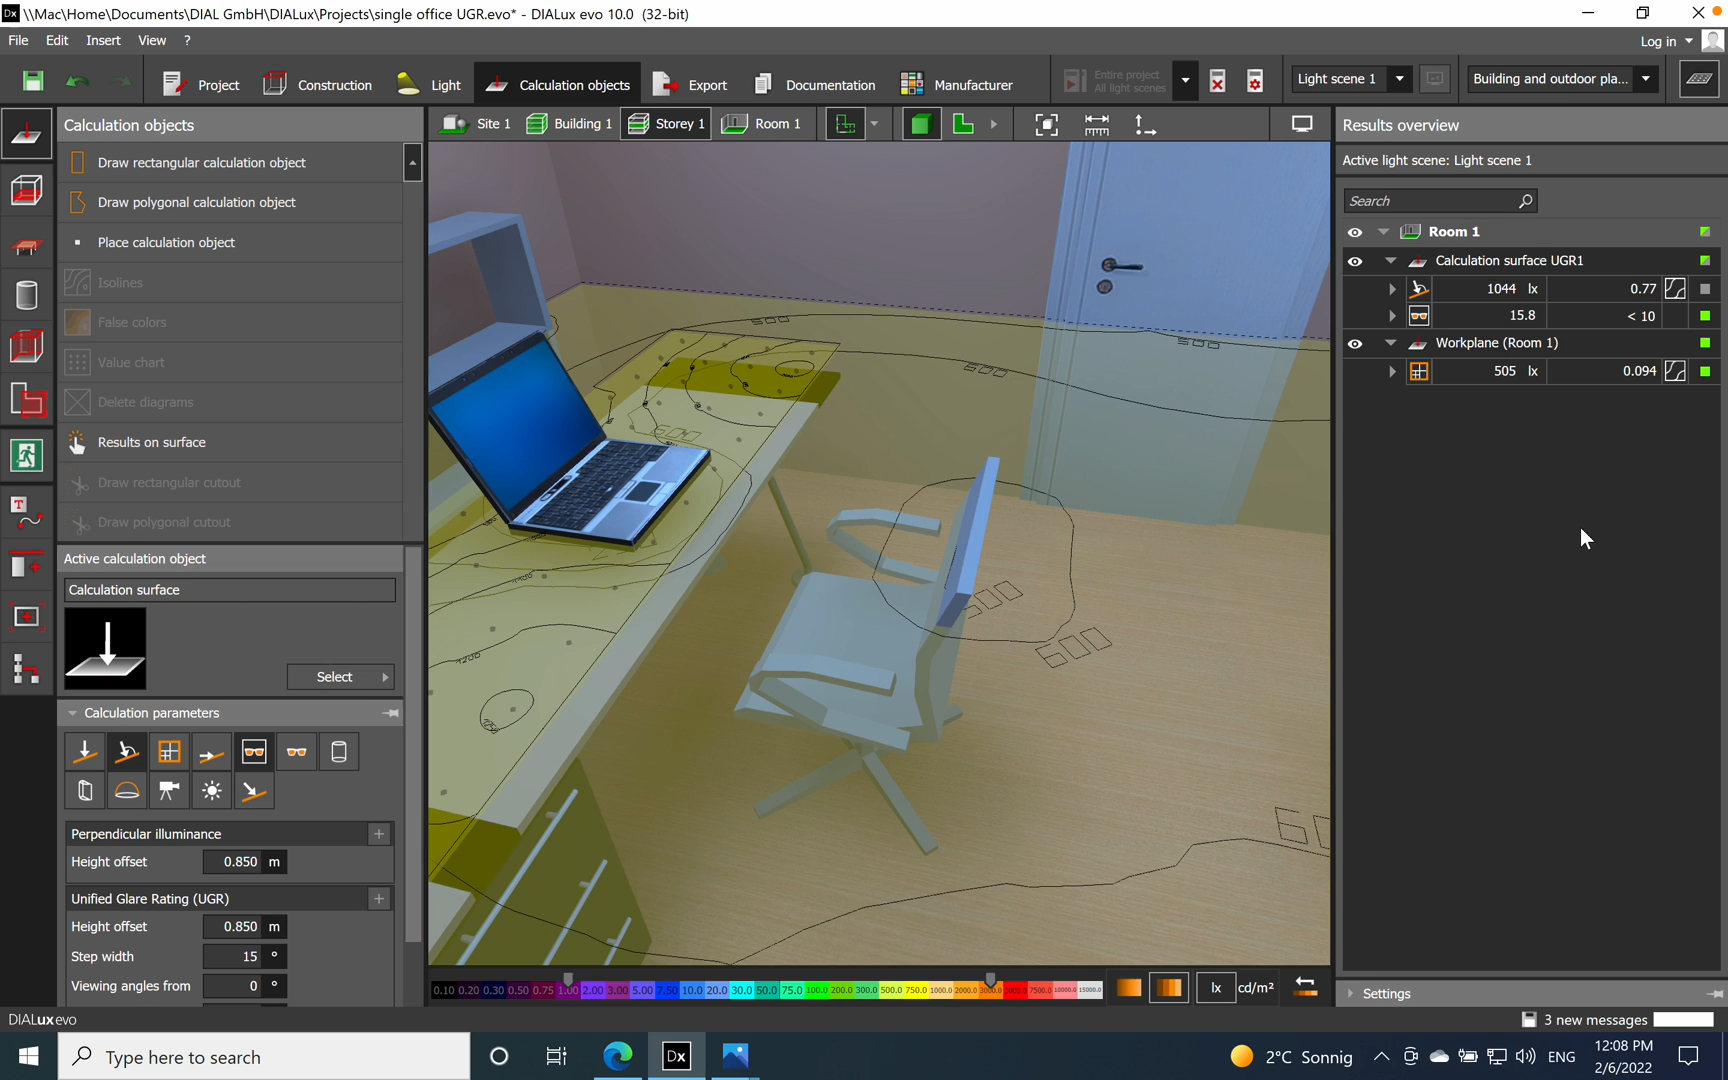 Dx \\Mac\Home\Documents\DIAL GmbH\DIALux\Projects\single office UGR.evo* - DIALux evo 10.0 (32-bit)
File Edit Insert View ?
Log in
Project Construction Light Calculation objects Export Documentation Manufacturer
Entire project
All light scenes
Light scene 1
Building and outdoor pla...
Calculation objects
Draw rectangular calculation object
Draw polygonal calculation object
Place calculation object
Isolines
False colors
Value chart
Delete diagrams
Results on surface
Draw rectangular cutout
Draw polygonal cutout
Active calculation object
Calculation surface
Select
Calculation parameters
Perpendicular illuminance +
Height offset 0.850 m
Unified Glare Rating (UGR) +
Height offset 0.850 m
Step width 15 °
Viewing angles from 0 °
Site 1 Building 1 Storey 1 Room 1
500
500
500
600
1200
0.10 0.20 0.30 0.50 0.75 1.00 2.00 3.00 5.00 7.50 10.0 20.0 30.0 50.0 75.0 100.0 200.0 300.0 500.0 750.0 1000.0 2000.0 3000.0 5000.0 7500.0 10000.0 15000.0
lx cd/m²
Results overview
Active light scene: Light scene 1
Search
Room 1
Calculation surface UGR1
1044 lx 0.77
15.8 < 10
Workplane (Room 1)
505 lx 0.094
Settings
DIALux evo
3 new messages
Type here to search
Dx
2°C Sonnig
ENG
12:08 PM
2/6/2022